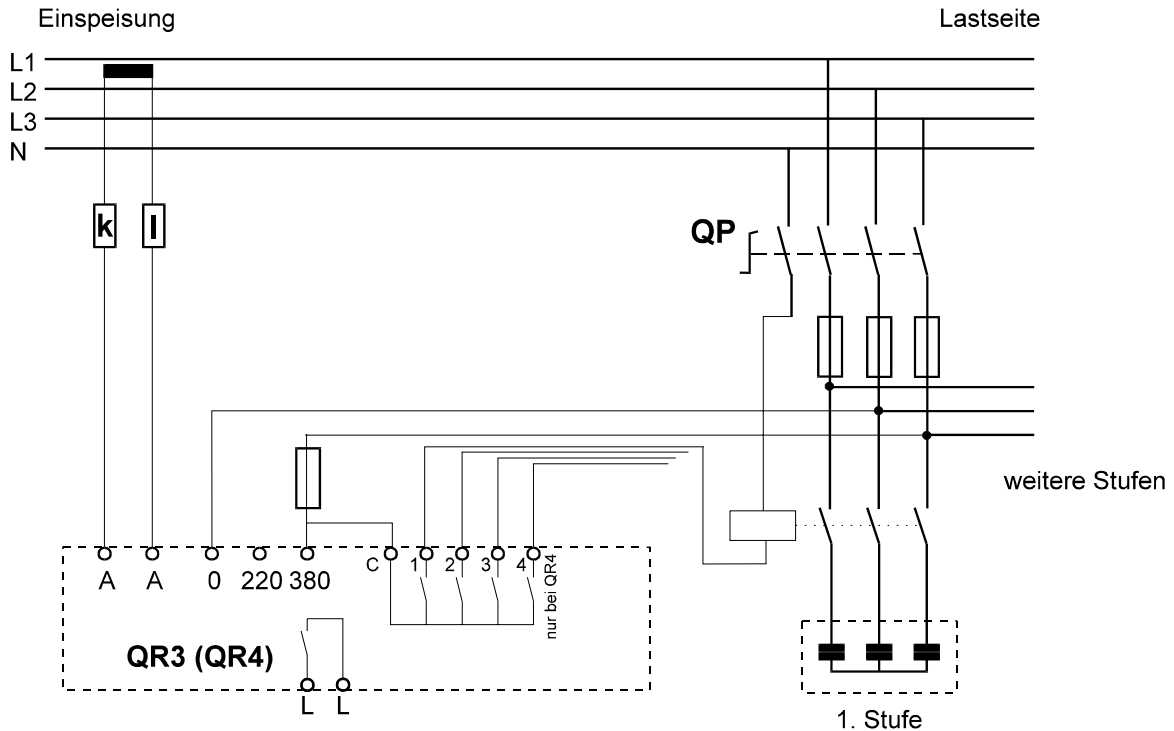 Einspeisung
Lastseite
L1
L2
L3
N
k
l
QP
weitere Stufen
A
A
0
220
380
C
1
2
3
4
nur bei QR4
QR3 (QR4)
L
L
1. Stufe